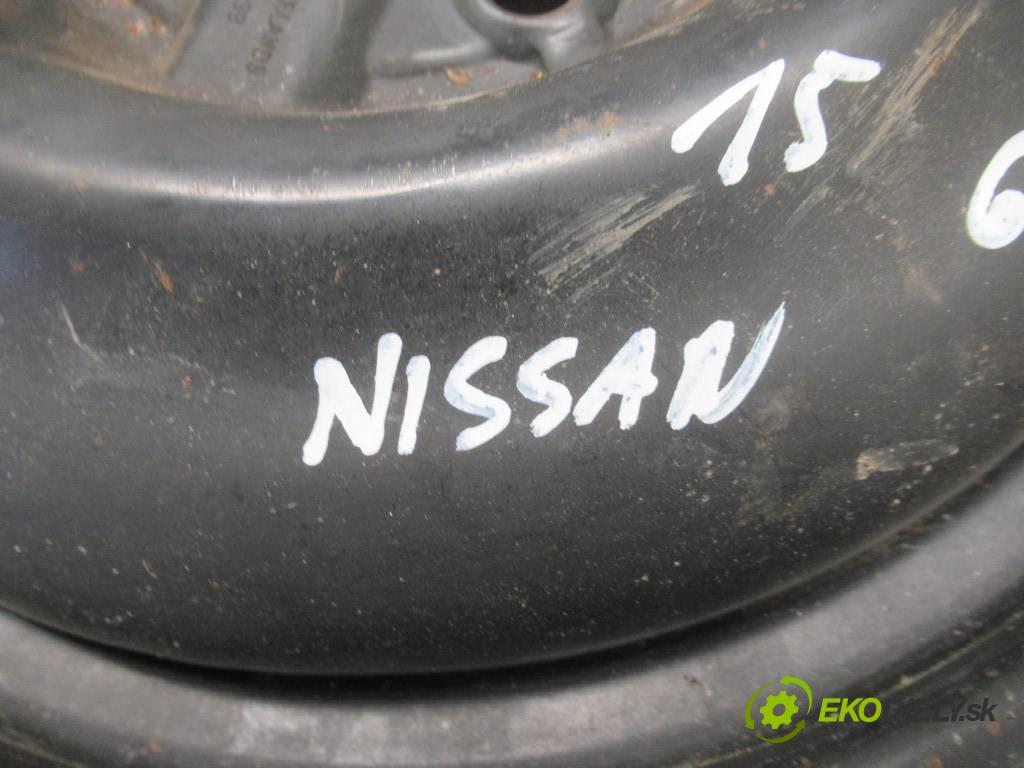 15
6
NISSAN
EKODIELY.sk